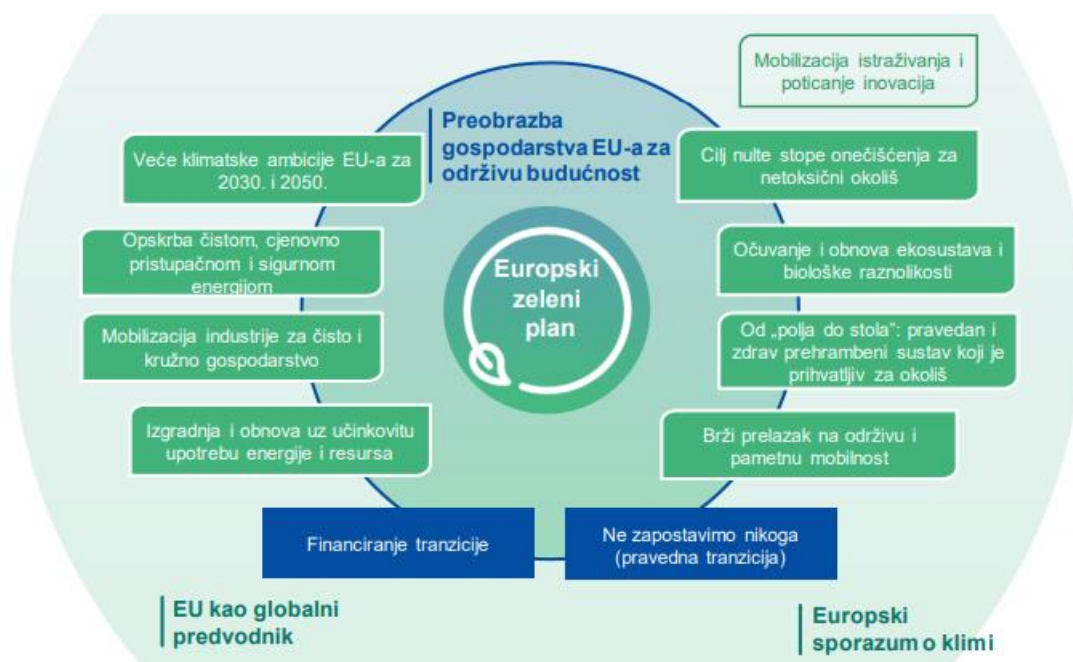 Mobilizacija istraživanja i
poticanje inovacija
Preobrazba
gospodarstva EU-a za
održivu budućnost
Veće klimatske ambicije EU-a za
2030. i 2050.
Cilj nulte stope onečišćenja za
netoksični okoliš
Opskrba čistom, cjenovno
pristupačnom i sigurnom
energijom
Očuvanje i obnova ekosustava i
biološke raznolikosti
Europski
zeleni
plan
Mobilizacija industrije za čisto i
kružno gospodarstvo
Od „polja do stola”: pravedan i
zdrav prehrambeni sustav koji je
prihvatljiv za okoliš
Izgradnja i obnova uz učinkovitu
upotrebu energije i resursa
Brži prelazak na održivu i
pametnu mobilnost
Financiranje tranzicije
Ne zapostavimo nikoga
(pravedna tranzicija)
EU kao globalni
predvodnik
Europski
sporazum o klimi